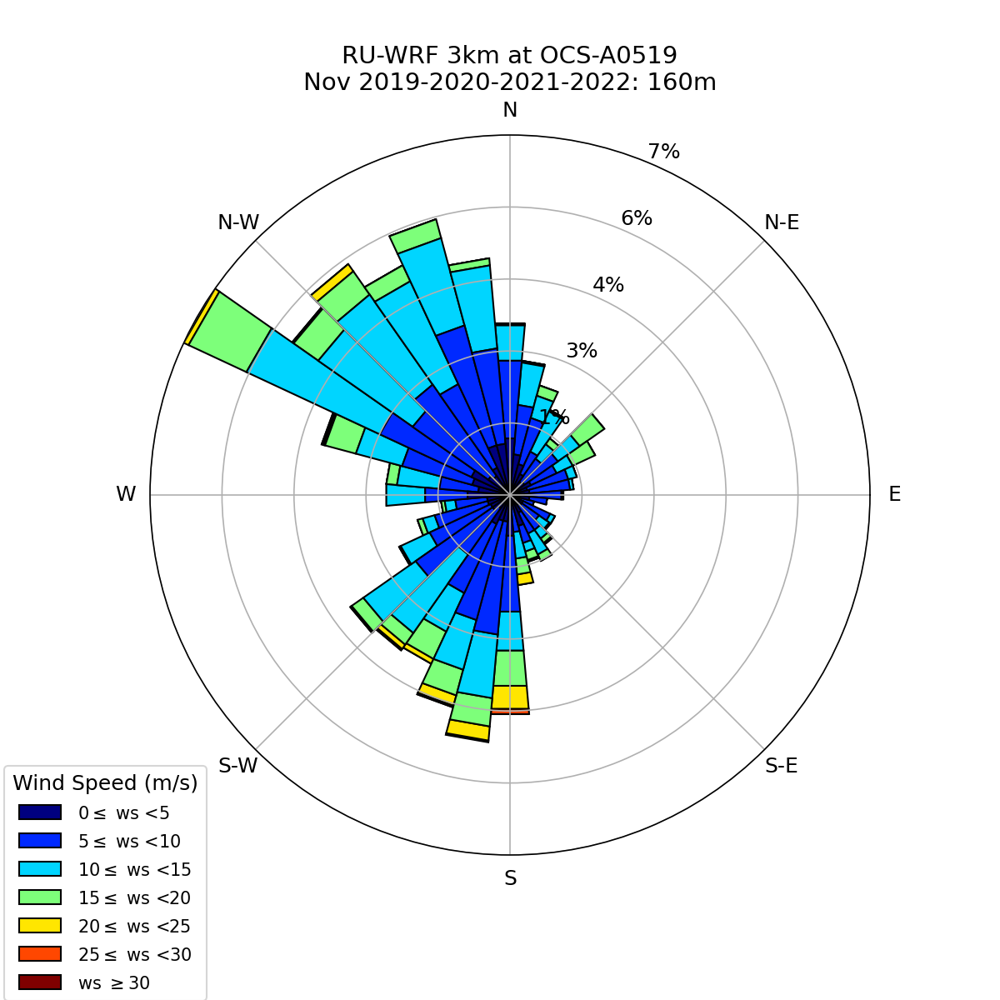 RU-WRF 3km at OCS-A0519
Nov 2019-2020-2021-2022: 160m
N
7%
N-W
6%
N-E
4%
3%
1%
W
E
S-W
S-E
S
Wind Speed (m/s)
0≤ ws <5
5≤ ws <10
10≤ ws <15
15≤ ws <20
20≤ ws <25
25≤ ws <30
ws ≥30